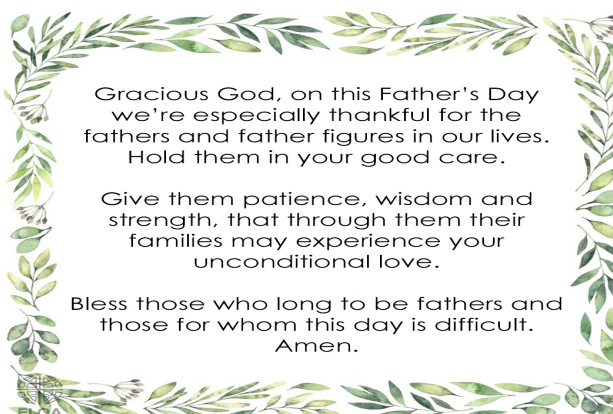 Gracious God, on this Father's Day
we're especially thankful for the
fathers and father figures in our lives.
Hold them in your good care.
Give them patience, wisdom and
strength, that through them their
families may experience your
unconditional love.
Bless those who long to be fathers and
those for whom this day is difficult.
Amen.
ELCA